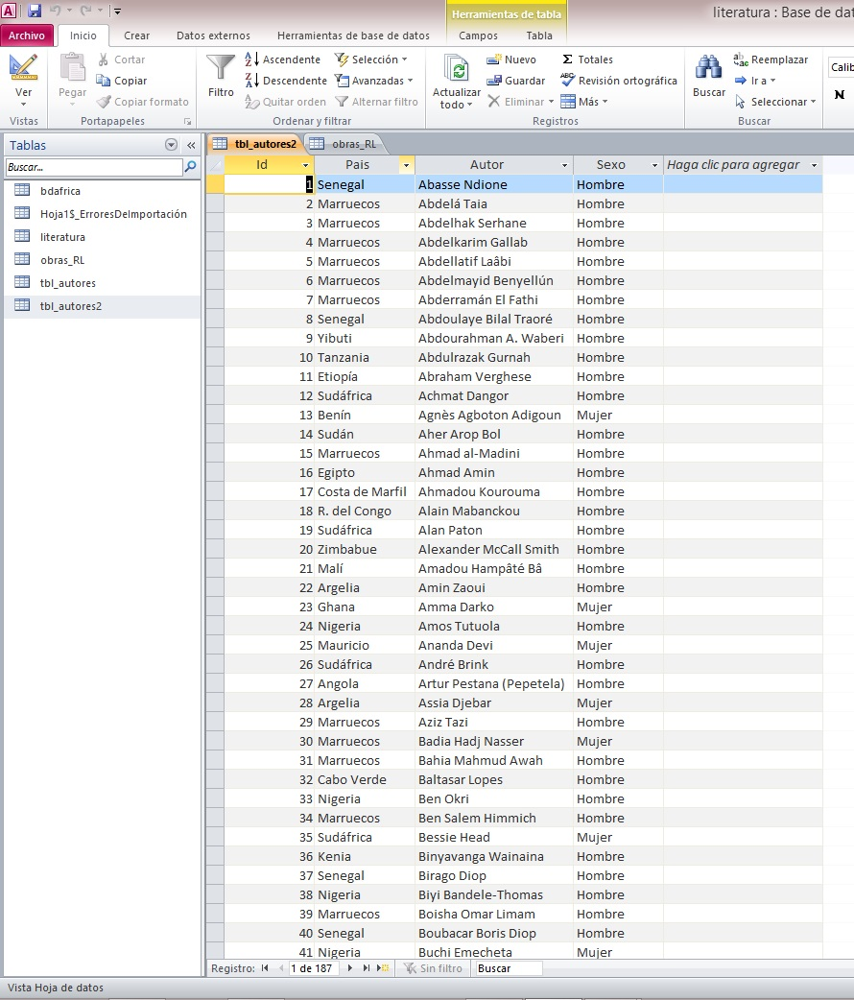 Herramientas de tabla literatura : Base de dat
Archivo Inicio Crear Datos externos Herramientas de base de datos Campos Tabla
Ver
Pegar
Cortar
Copiar
Copiar formato
Filtro
Ascendente
Descendente
Quitar orden
Selección
Avanzadas
Alternar filtro
Actualizar
todo
Nuevo
Guardar
Eliminar
Totales
Revisión ortográfica
Más
Buscar
Reemplazar
Ir a
Seleccionar
Calib
N
Vistas Portapapeles Ordenar y filtrar Registros Buscar
Tablas «
Buscar...
bdafrica
Hoja1$_ErroresDeImportación
literatura
obras_RL
tbl_autores
tbl_autores2
tbl_autores2 obras_RL
Id Pais Autor Sexo Haga clic para agregar
1 Senegal Abasse Ndione Hombre
2 Marruecos Abdelá Taia Hombre
3 Marruecos Abdelhak Serhane Hombre
4 Marruecos Abdelkarim Gallab Hombre
5 Marruecos Abdellatif Laâbi Hombre
6 Marruecos Abdelmayid Benyellún Hombre
7 Marruecos Abderramán El Fathi Hombre
8 Senegal Abdoulaye Bilal Traoré Hombre
9 Yibuti Abdourahman A. Waberi Hombre
10 Tanzania Abdulrazak Gurnah Hombre
11 Etiopía Abraham Verghese Hombre
12 Sudáfrica Achmat Dangor Hombre
13 Benín Agnès Agboton Adigoun Mujer
14 Sudán Aher Arop Bol Hombre
15 Marruecos Ahmad al-Madini Hombre
16 Egipto Ahmad Amin Hombre
17 Costa de Marfil Ahmadou Kourouma Hombre
18 R. del Congo Alain Mabanckou Hombre
19 Sudáfrica Alan Paton Hombre
20 Zimbabue Alexander McCall Smith Hombre
21 Malí Amadou Hampâté Bâ Hombre
22 Argelia Amin Zaoui Hombre
23 Ghana Amma Darko Mujer
24 Nigeria Amos Tutuola Hombre
25 Mauricio Ananda Devi Mujer
26 Sudáfrica André Brink Hombre
27 Angola Artur Pestana (Pepetela) Hombre
28 Argelia Assia Djebar Mujer
29 Marruecos Aziz Tazi Hombre
30 Marruecos Badia Hadj Nasser Mujer
31 Marruecos Bahia Mahmud Awah Hombre
32 Cabo Verde Baltasar Lopes Hombre
33 Nigeria Ben Okri Hombre
34 Marruecos Ben Salem Himmich Hombre
35 Sudáfrica Bessie Head Mujer
36 Kenia Binyavanga Wainaina Hombre
37 Senegal Birago Diop Hombre
38 Nigeria Biyi Bandele-Thomas Hombre
39 Marruecos Boisha Omar Limam Hombre
40 Senegal Boubacar Boris Diop Hombre
41 Nigeria Buchi Emecheta Mujer
Registro: 1 de 187 Sin filtro Buscar
Vista Hoja de datos